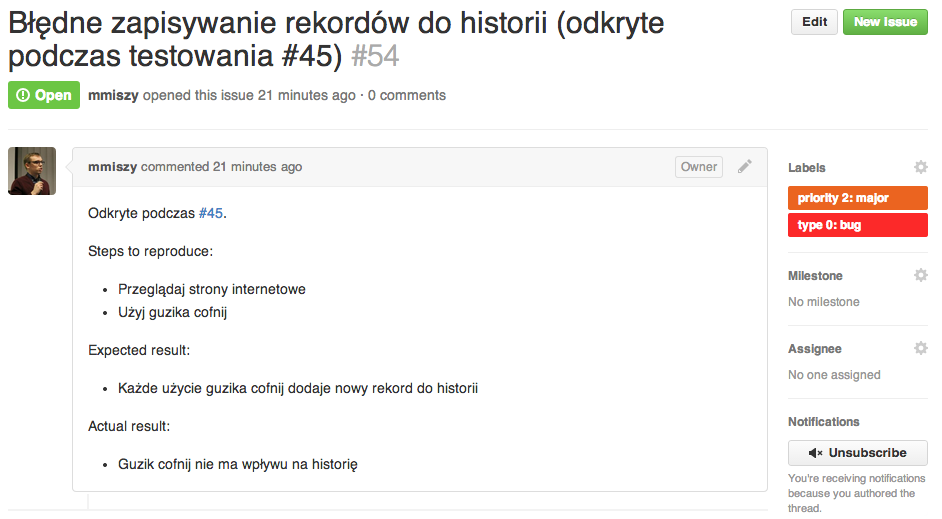 Błędne zapisywanie rekordów do historii (odkryte
podczas testowania #45) #54
Edit
New issue
Open
mmiszy opened this issue 21 minutes ago · 0 comments
mmiszy commented 21 minutes ago
Owner
Odkryte podczas #45.
Steps to reproduce:
• Przeglądaj strony internetowe
• Użyj guzika cofnij
Expected result:
• Każde użycie guzika cofnij dodaje nowy rekord do historii
Actual result:
• Guzik cofnij nie ma wpływu na historię
Labels
priority 2: major
type 0: bug
Milestone
No milestone
Assignee
No one assigned
Notifications
Unsubscribe
You're receiving notifications
because you authored the
thread.